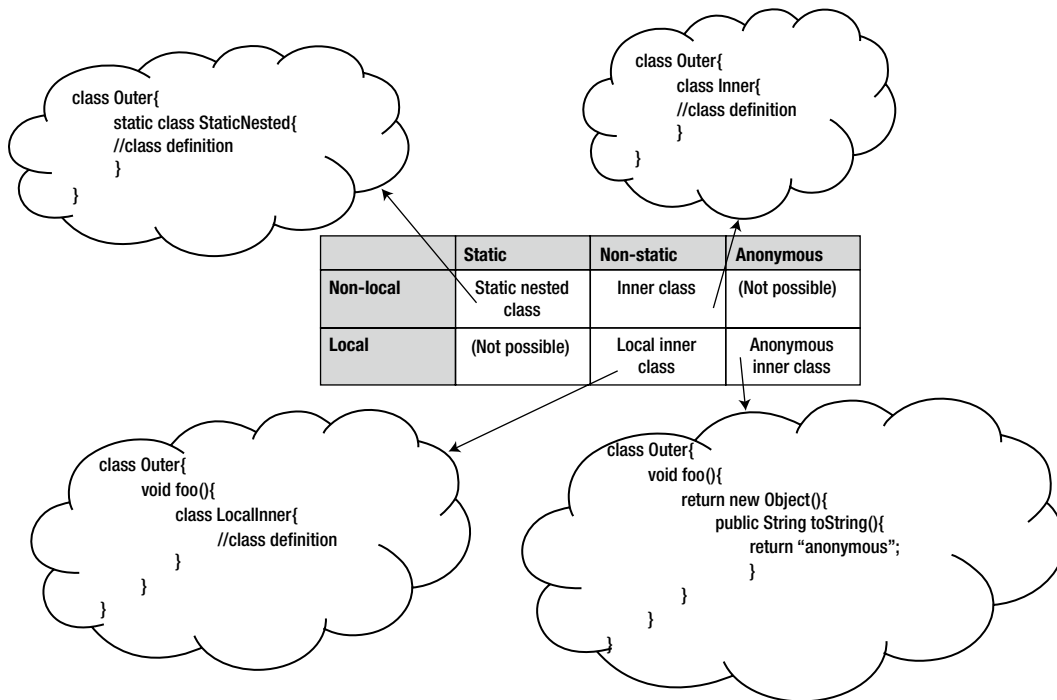 class Outer{
static class StaticNested{
//class definition
}
}
class Outer{
class Inner{
//class definition
}
}
Static Non-static Anonymous
Non-local Static nested class Inner class (Not possible)
Local (Not possible) Local inner class Anonymous inner class
class Outer{
void foo(){
class LocalInner{
//class definition
}
}
}
class Outer{
void foo(){
return new Object(){
public String toString(){
return “anonymous”;
}
}
}
}